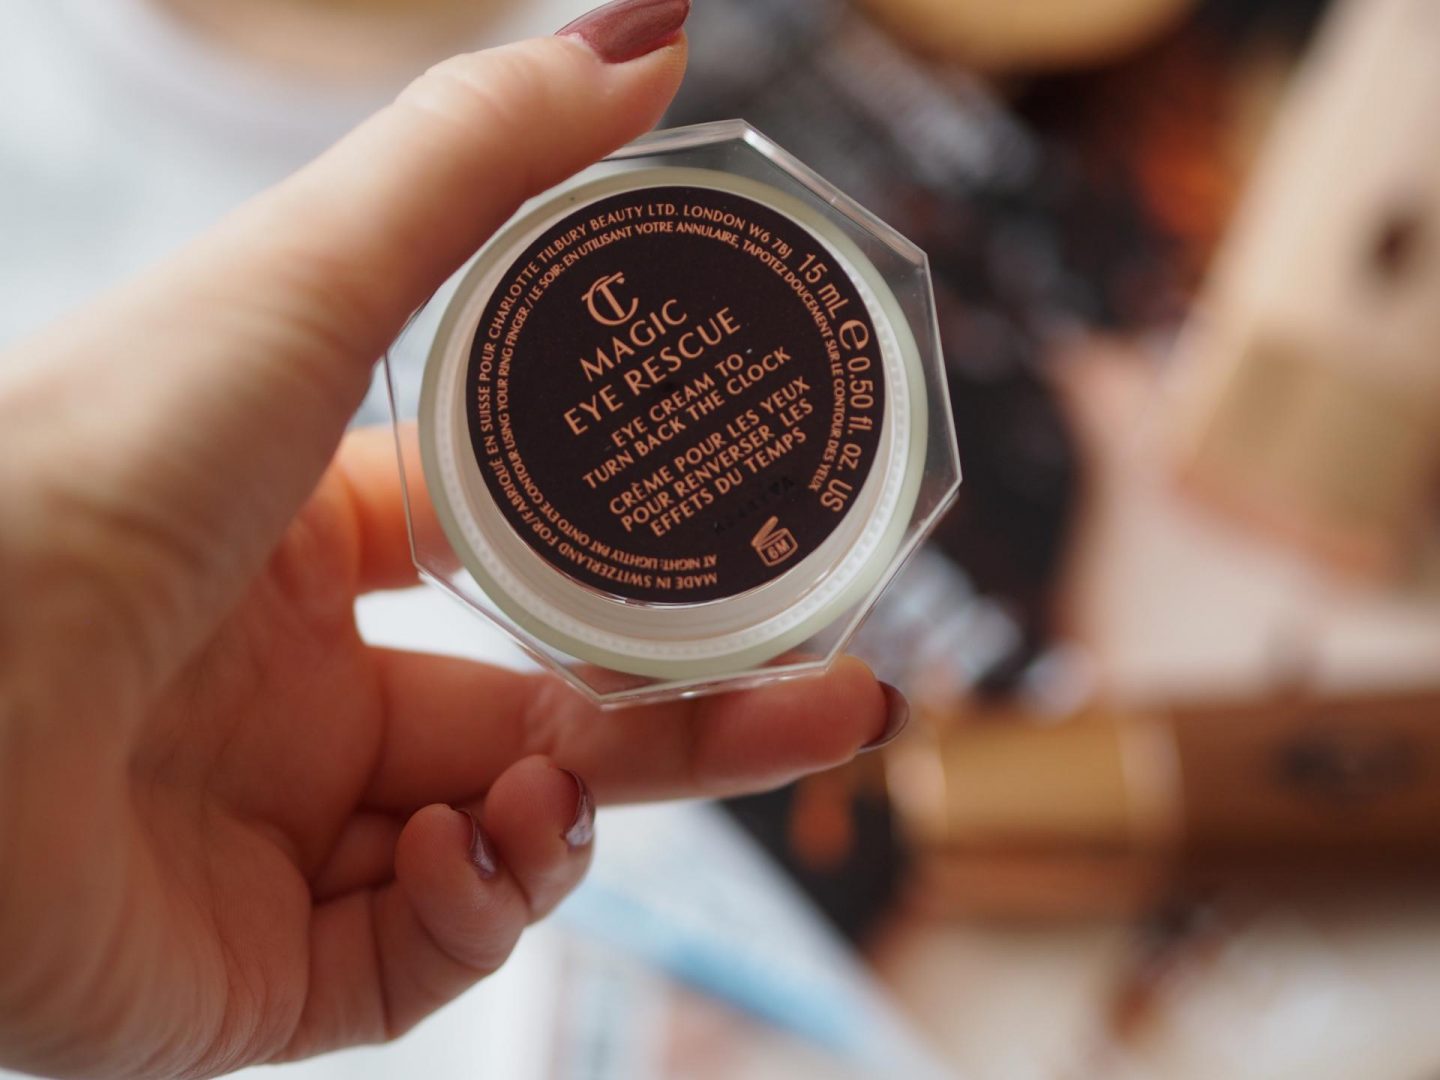 MADE IN SWITZERLAND FOR/FABRIQUÉ EN SUISSE POUR CHARLOTTE TILBURY BEAUTY LTD. LONDON W6 7BJ
15 mL ℮ 0.50 fl. oz. US
AT NIGHT: LIGHTLY PAT ONTO EYE CONTOUR USING YOUR RING FINGER / LE SOIR: EN UTILISANT VOTRE ANNULAIRE, TAPOTEZ DOUCEMENT SUR LE CONTOUR DES YEUX
CT
MAGIC
EYE RESCUE
EYE CREAM TO
TURN BACK THE CLOCK
CRÈME POUR LES YEUX
POUR RENVERSER LES
EFFETS DU TEMPS
6M